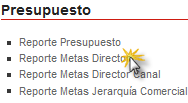 Presupuesto
Reporte Presupuesto
Reporte Metas Director
Reporte Metas Director Canal
Reporte Metas Jerarquía Comercial